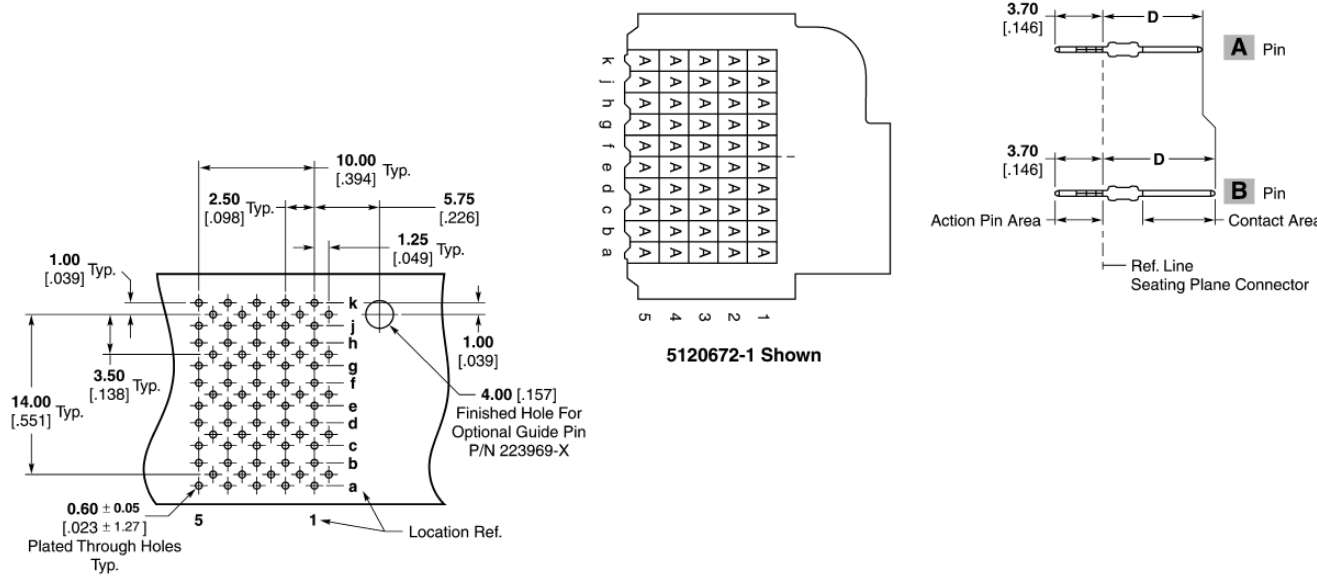 10.00
[.394] Typ.
2.50
[.098] Typ.
5.75
[.226]
1.25
[.049] Typ.
1.00
[.039] Typ.
k
j
h
g
f
e
d
c
b
a
1.00
[.039]
3.50
[.138] Typ.
14.00
[.551] Typ.
4.00 [.157]
Finished Hole For
Optional Guide Pin
P/N 223969-X
0.60 ± 0.05
[.023 ± 1.27]
Plated Through Holes
Typ.
5
1
Location Ref.
k A A A A A
j A A A A A
h A A A A A
g A A A A A
f A A A A A
e A A A A A
d A A A A A
c A A A A A
b A A A A A
a A A A A A
5 4 3 2 1
5120672-1 Shown
3.70
[.146]
D
A Pin
3.70
[.146]
D
B Pin
Action Pin Area
Contact Area
Ref. Line
Seating Plane Connector